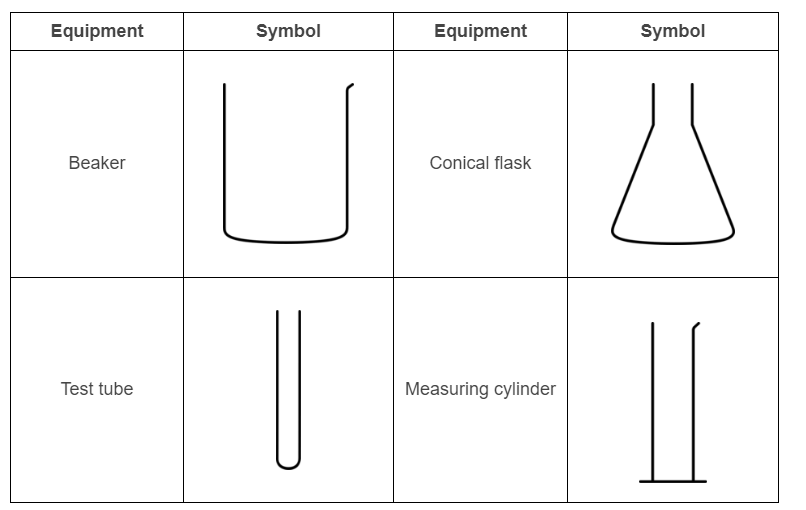 Equipment Symbol Equipment Symbol
Beaker Conical flask
Test tube Measuring cylinder